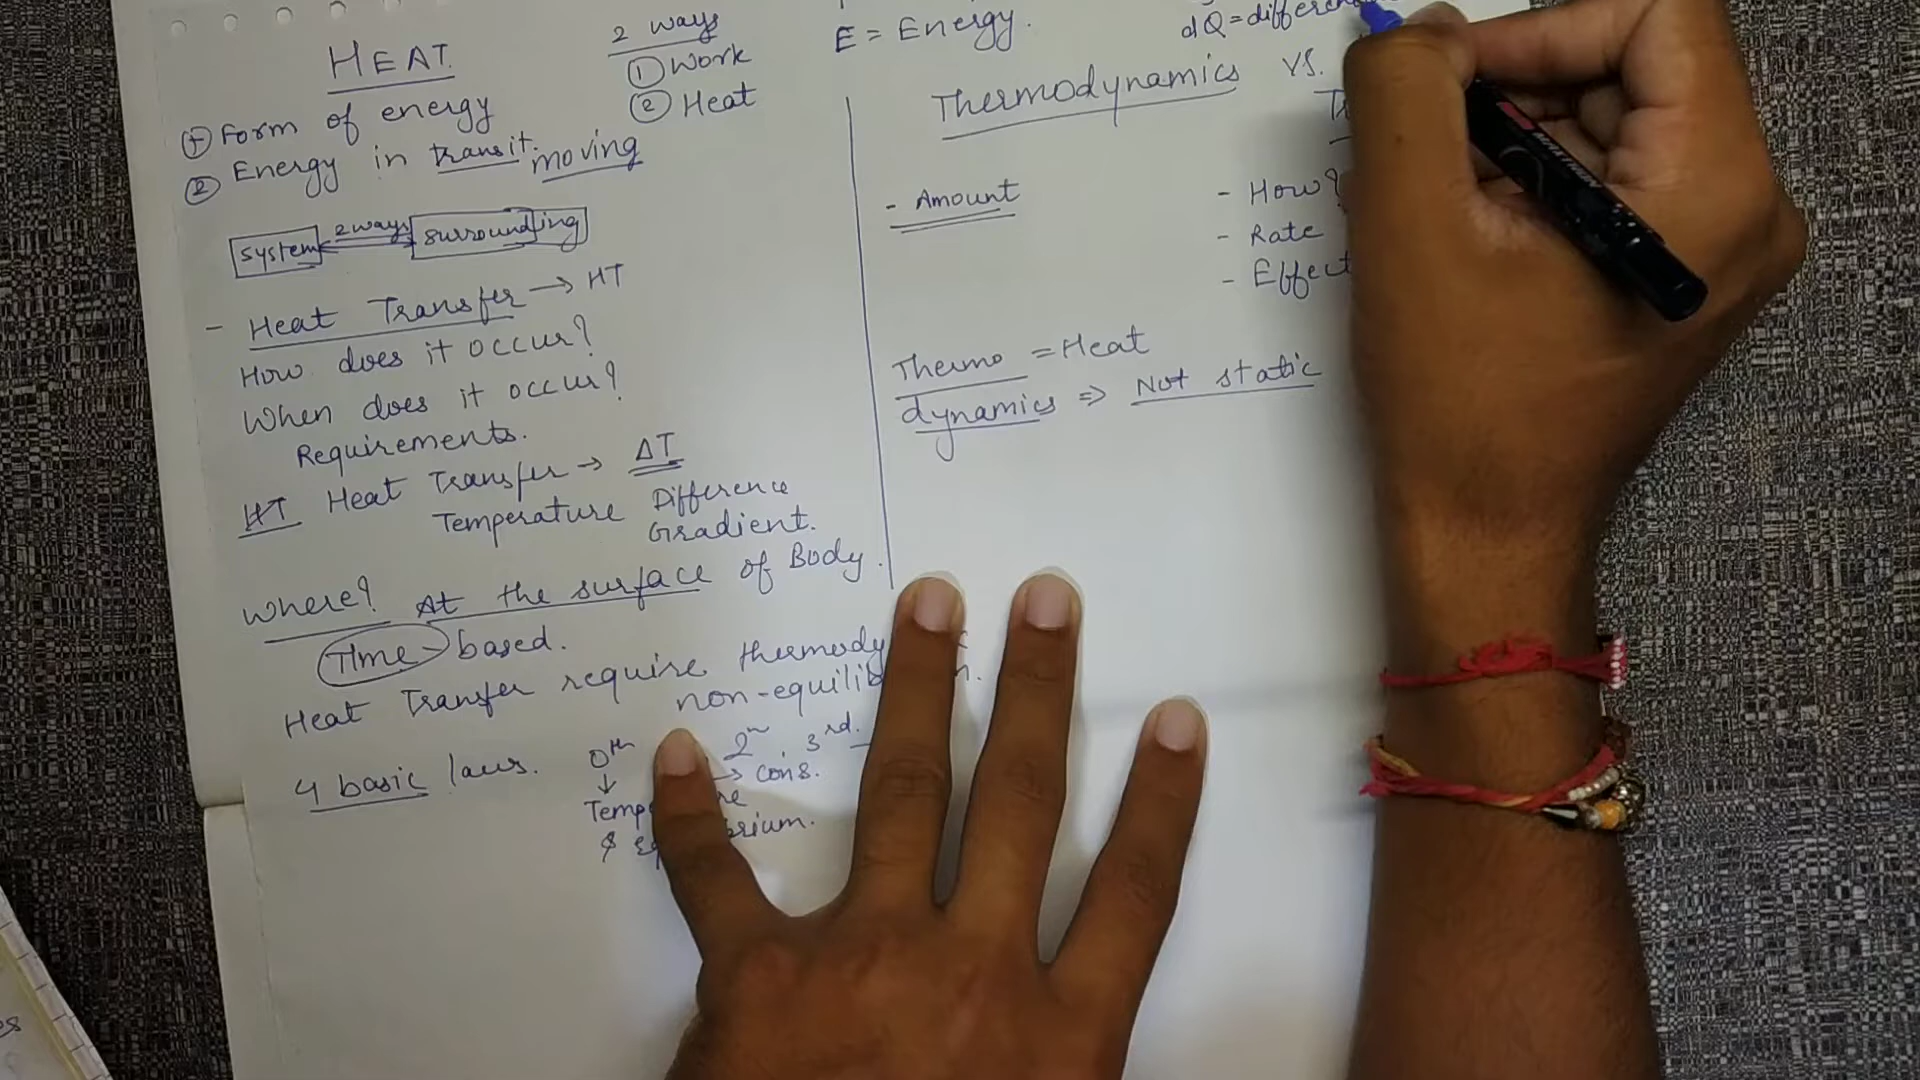 HEAT
① Form of energy
② Energy in transit. moving
2 ways
① Work
② Heat
system 2 ways surrounding
- Heat Transfer → HT
How does it occur?
When does it occur?
Requirements.
HT Heat Transfer → ΔT
Temperature Difference
Gradient.
Where? At the surface of Body.
Time-based.
Heat Transfer require
non-equilib
4 basic laws. 0th 2n, 3rd.
↓ → cons.
E = Energy.
dQ =
Thermodynamics vs.
- Amount
- How?
- Rate
- Effect
Thermo = Heat
dynamics ⇒ Not static